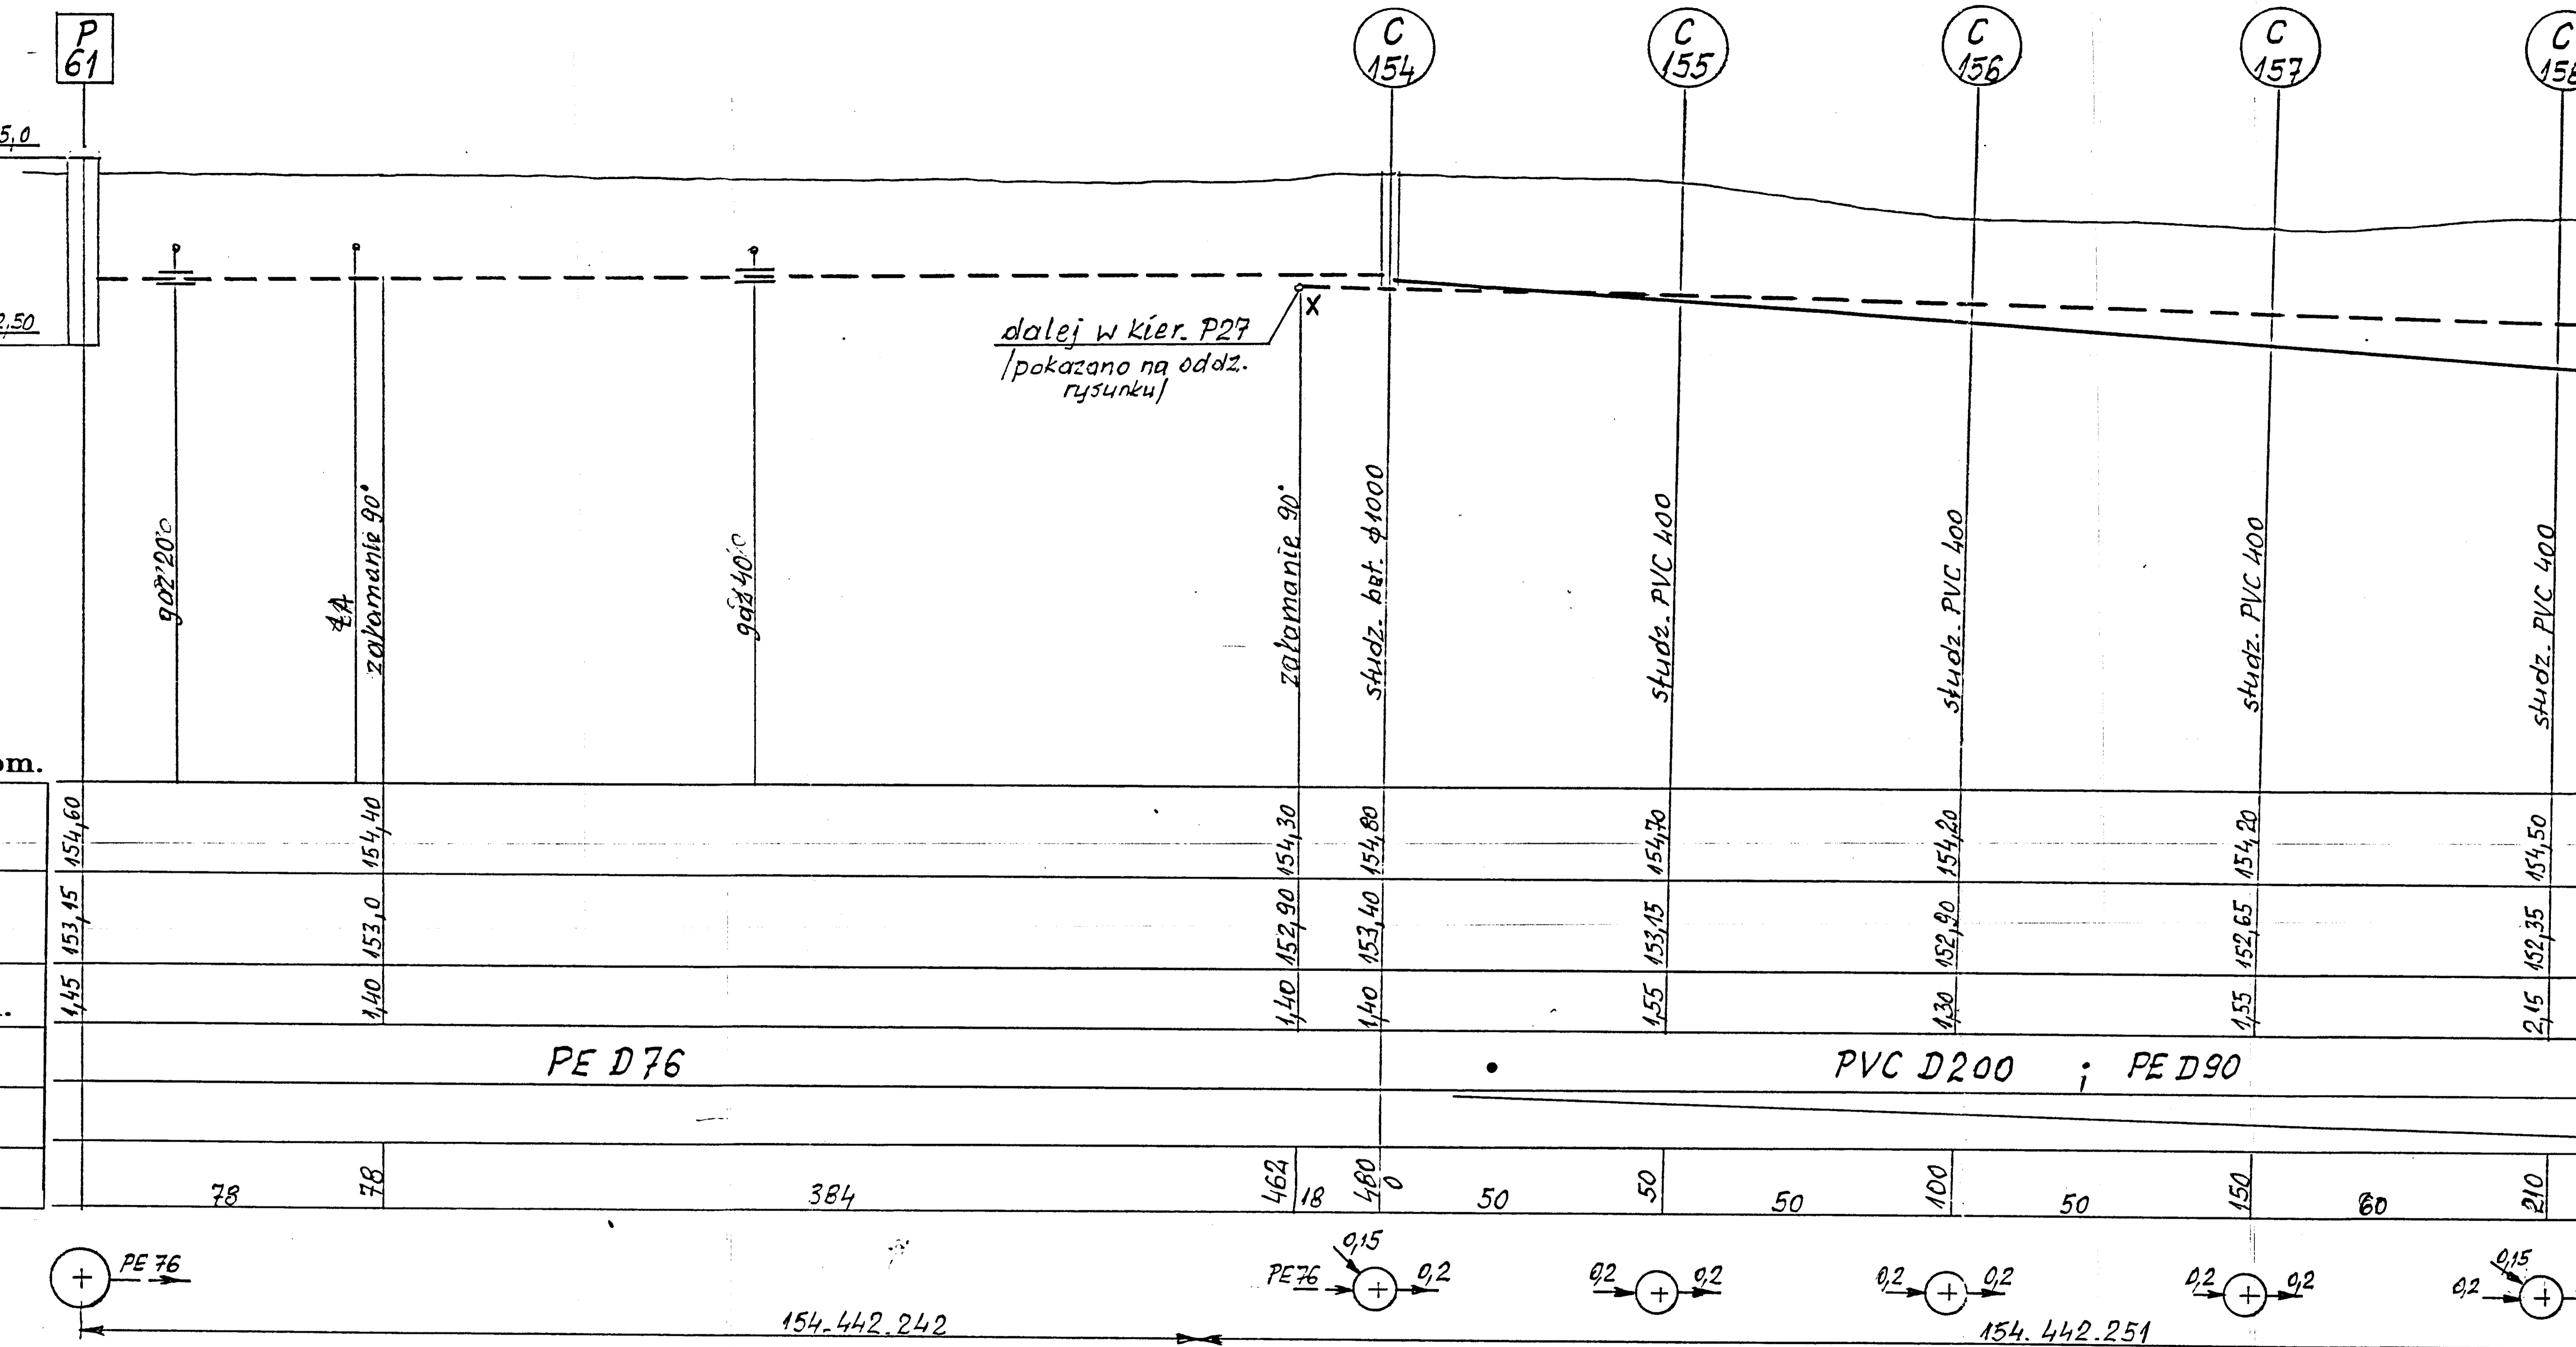 P
61
C
154
C
155
C
156
C
157
C
158
5,0
2,50
dalej w kier. P27
/pokazano na oddz.
rysunku/
X
zakamanie 90°
zakamanie 90°
studz. bet. ϕ1000
studz. PVC 400
studz. PVC 400
studz. PVC 400
studz. PVC 400
om.
154,60 154,40 154,30 154,80 154,70 154,20 154,20 154,50
153,15 153,0 152,90 153,40 153,15 152,90 152,65 152,35
1,45 1,40 1,40 1,40 1,55 1,30 1,55 2,15
PE D76 PVC D200 i PE D90
78 462 480 0 50 100 150 210
78 384 18 50 50 50 60
PE 76
PE76 0,15 0,2
0,2 0,2
0,2 0,2
0,2 0,2
0,2 0,15
154.442.242 154.442.251